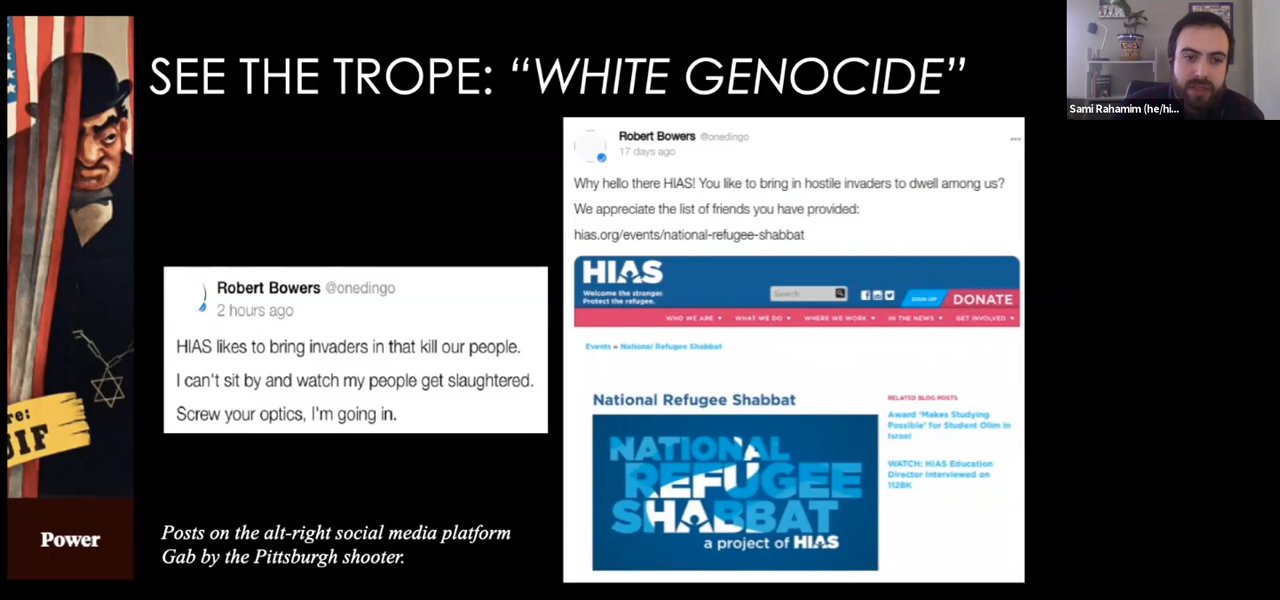 SEE THE TROPE: “WHITE GENOCIDE”
Sami Rahamim (he/hi...
Robert Bowers @onedingo
17 days ago
Why hello there HIAS! You like to bring in hostile invaders to dwell among us?
We appreciate the list of friends you have provided:
hias.org/events/national-refugee-shabbat
HIAS
Welcome the stranger.
Protect the refugee.
Search
SIGN UP
DONATE
WHO WE ARE
WHAT WE DO
WHERE WE WORK
IN THE NEWS
GET INVOLVED
Events » National Refugee Shabbat
National Refugee Shabbat
NATIONAL
REFUGEE
SHABBAT
a project of HIAS
RELATED BLOG POSTS
Award ‘Makes Studying
Possible’ for Student Olim in
Israel
WATCH: HIAS Education
Director Interviewed on
112BK
Robert Bowers @onedingo
2 hours ago
HIAS likes to bring invaders in that kill our people.
I can't sit by and watch my people get slaughtered.
Screw your optics, I'm going in.
re:
UIF
Power
Posts on the alt-right social media platform
Gab by the Pittsburgh shooter.